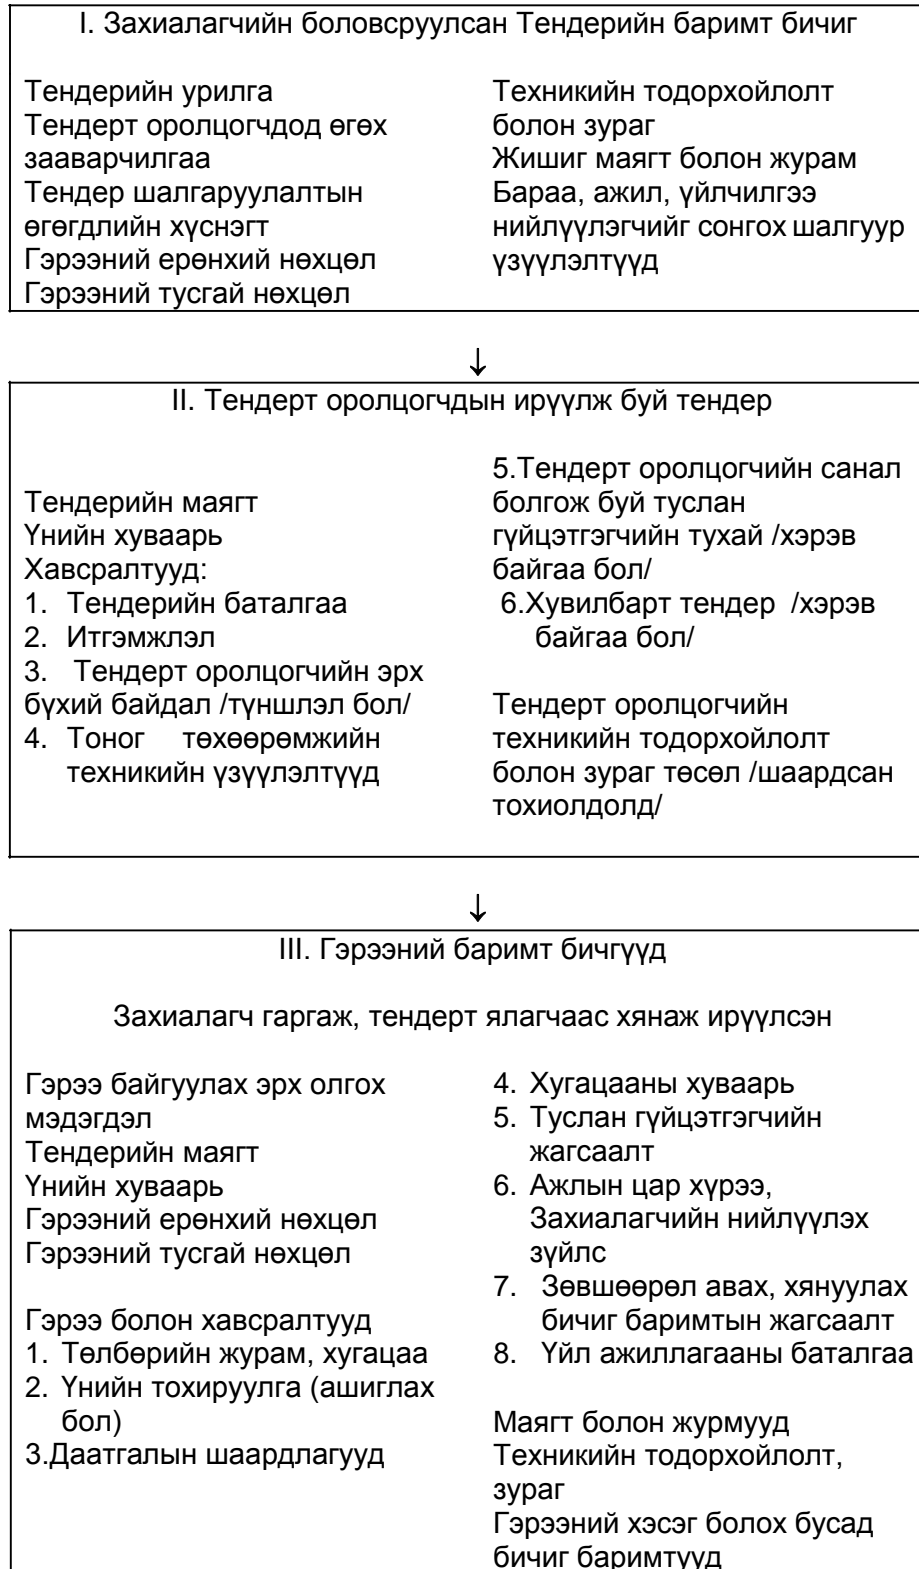 I. Захиалагчийн боловсруулсан Тендерийн баримт бичиг
Тендерийн урилга
Тендерт оролцогчдод өгөх
зааварчилгаа
Тендер шалгаруулалтын
өгөгдлийн хүснэгт
Гэрээний ерөнхий нөхцөл
Гэрээний тусгай нөхцөл
Техникийн тодорхойлолт
болон зураг
Жишиг маягт болон журам
Бараа, ажил, үйлчилгээ
нийлүүлэгчийг сонгох шалгуур
үзүүлэлтүүд
↓
II. Тендерт оролцогчдын ирүүлж буй тендер
Тендерийн маягт
Үнийн хуваарь
Хавсралтууд:
1. Тендерийн баталгаа
2. Итгэмжлэл
3. Тендерт оролцогчийн эрх
бүхий байдал /түншлэл бол/
4. Тоног төхөөрөмжийн
техникийн үзүүлэлтүүд
5.Тендерт оролцогчийн санал
болгож буй туслан
гүйцэтгэгчийн тухай /хэрэв
байгаа бол/
6.Хувилбарт тендер /хэрэв
байгаа бол/
Тендерт оролцогчийн
техникийн тодорхойлолт
болон зураг төсөл /шаардсан
тохиолдолд/
↓
III. Гэрээний баримт бичгүүд
Захиалагч гаргаж, тендерт ялагчаас хянаж ирүүлсэн
Гэрээ байгуулах эрх олгох
мэдэгдэл
Тендерийн маягт
Үнийн хуваарь
Гэрээний ерөнхий нөхцөл
Гэрээний тусгай нөхцөл
Гэрээ болон хавсралтууд
1. Төлбөрийн журам, хугацаа
2. Үнийн тохируулга (ашиглах
бол)
3.Даатгалын шаардлагууд
4. Хугацааны хуваарь
5. Туслан гүйцэтгэгчийн
жагсаалт
6. Ажлын цар хүрээ,
Захиалагчийн нийлүүлэх
зүйлс
7. Зөвшөөрөл авах, хянуулах
бичиг баримтын жагсаалт
8. Үйл ажиллагааны баталгаа
Маягт болон журмууд
Техникийн тодорхойлолт,
зураг
Гэрээний хэсэг болох бусад
бичиг баримтууд